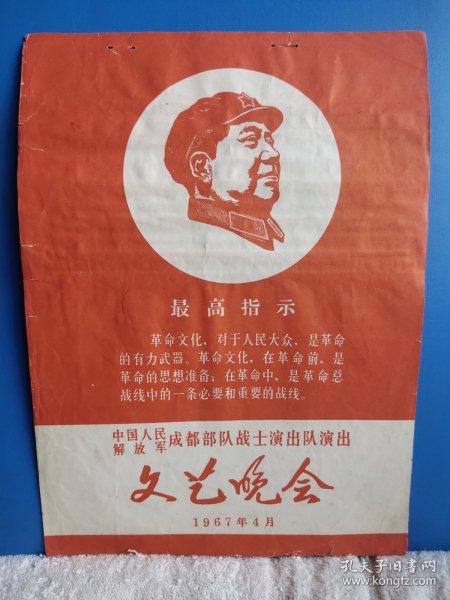 最高指示
革命文化，对于人民大众，是革命
的有力武器。革命文化，在革命前，是
革命的思想准备；在革命中，是革命总
战线中的一条必要和重要的战线。
中国人民
解放军
成都部队战士演出队演出
文艺晚会
1967年4月
孔夫子旧书网
www.kongfz.com